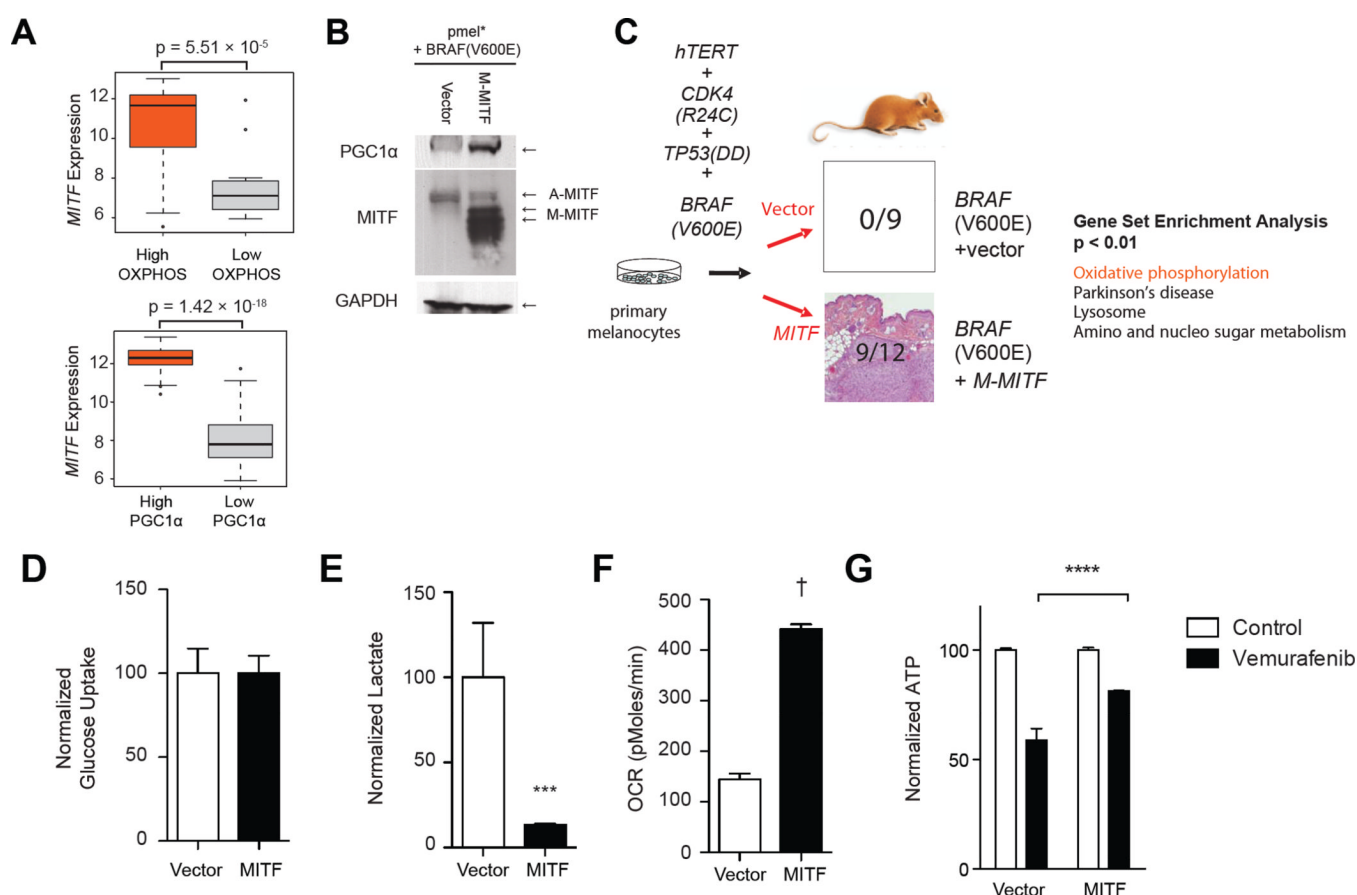 A
p = 5.51 × 10-5
MITF Expression
12
10
8
6
High
OXPHOS
Low
OXPHOS
p = 1.42 × 10-18
MITF Expression
12
10
8
6
High
PGC1α
Low
PGC1α
B
pmel*
+ BRAF(V600E)
Vector
M-MITF
PGC1α
←
MITF
← A-MITF
← M-MITF
←
GAPDH
←
C
hTERT
+
CDK4
(R24C)
+
TP53(DD)
+
BRAF
(V600E)
primary
melanocytes
Vector
MITF
0/9
9/12
BRAF
(V600E)
+vector
BRAF
(V600E)
+ M-MITF
Gene Set Enrichment Analysis
p < 0.01
Oxidative phosphorylation
Parkinson's disease
Lysosome
Amino and nucleo sugar metabolism
D
Normalized
Glucose Uptake
150
100
50
0
Vector
MITF
E
Normalized Lactate
150
100
50
0
***
Vector
MITF
F
OCR (pMoles/min)
500
400
300
200
100
0
†
Vector
MITF
G
Normalized ATP
100
50
0
****
Vector
MITF
Control
Vemurafenib